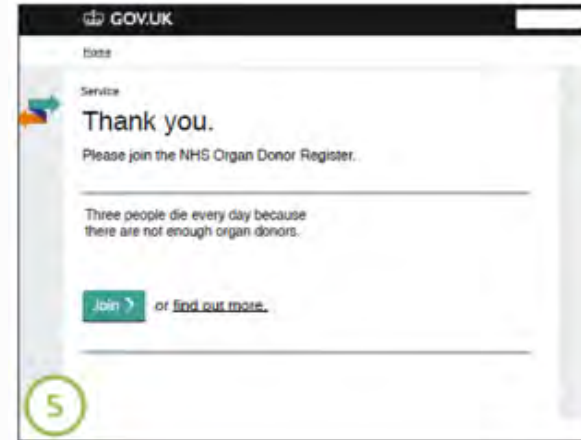 GOV.UK
Home
Service
Thank you.
Please join the NHS Organ Donor Register.
Three people die every day because
there are not enough organ donors.
Join or find out more.
5